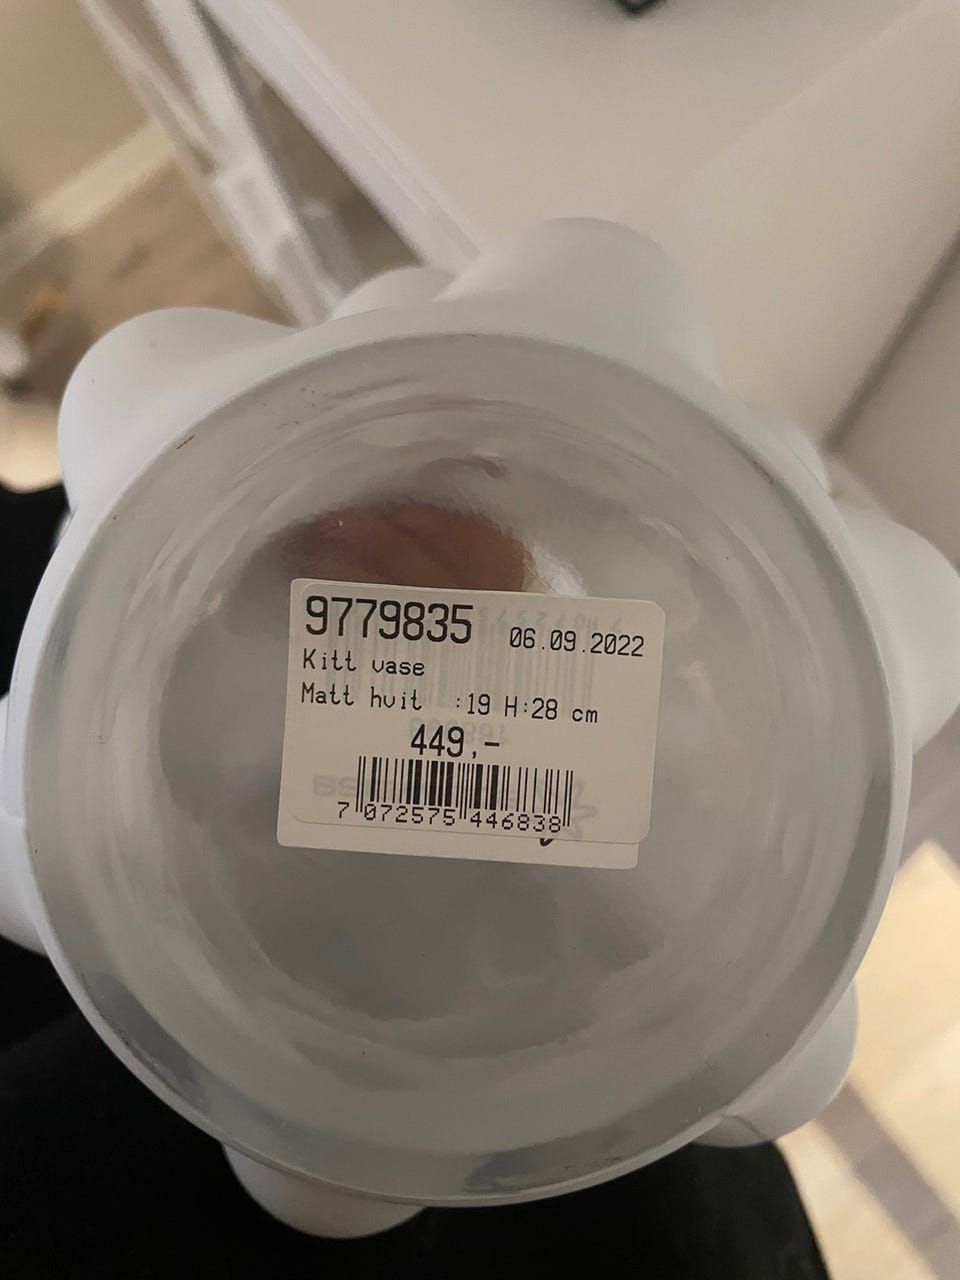 9779835 06.09.2022
Kitt vase
Matt hvit :19 H:28 cm
449,-
7 072575 446838